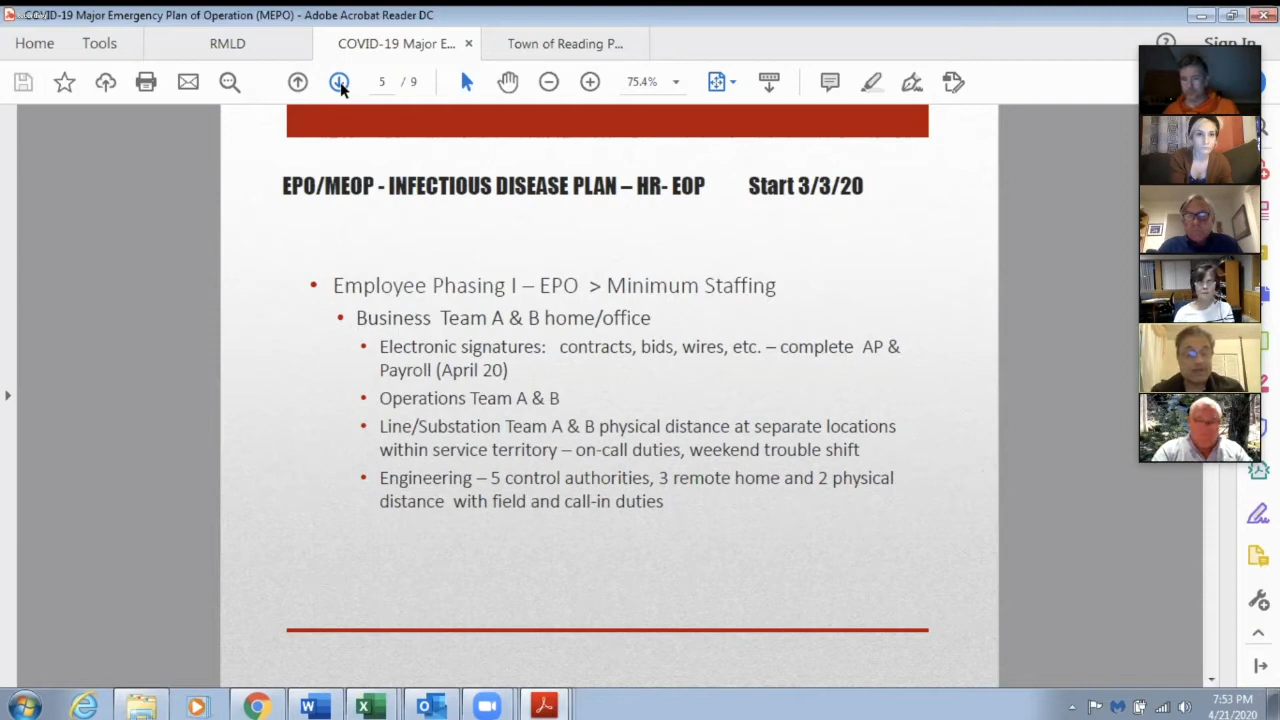 COVID-19 Major Emergency Plan of Operation (MEPO) - Adobe Acrobat Reader DC
Home Tools RMLD COVID-19 Major E... × Town of Reading P... Sign In
5 / 9 75.4%
EPO/MEOP - INFECTIOUS DISEASE PLAN – HR- EOP Start 3/3/20
• Employee Phasing I – EPO > Minimum Staffing
• Business Team A & B home/office
• Electronic signatures: contracts, bids, wires, etc. – complete AP &
Payroll (April 20)
• Operations Team A & B
• Line/Substation Team A & B physical distance at separate locations
within service territory – on-call duties, weekend trouble shift
• Engineering – 5 control authorities, 3 remote home and 2 physical
distance with field and call-in duties
7:53 PM
4/21/2020